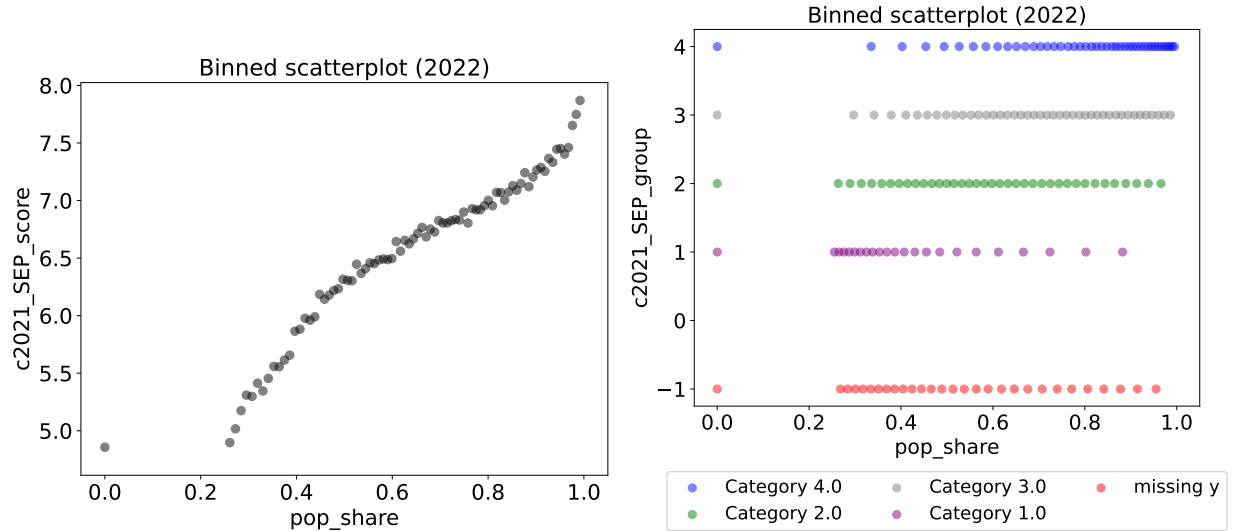 Binned scatterplot (2022)
c2021_SEP_score
8.0
7.5
7.0
6.5
6.0
5.5
5.0
0.0 0.2 0.4 0.6 0.8 1.0
pop_share
Binned scatterplot (2022)
c2021_SEP_group
4
3
2
1
0
−1
0.0 0.2 0.4 0.6 0.8 1.0
pop_share
Category 4.0 Category 3.0 missing y
Category 2.0 Category 1.0